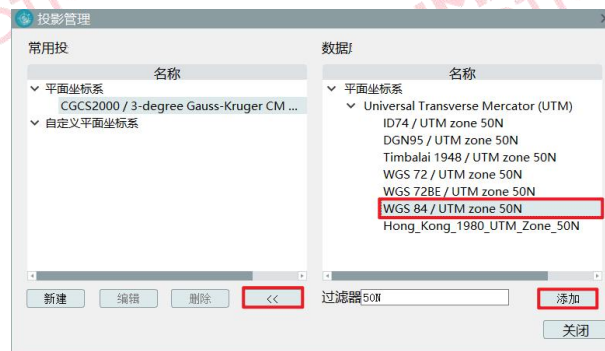 投影管理
常用投
名称
平面坐标系
CGCS2000 / 3-degree Gauss-Kruger CM ...
自定义平面坐标系
新建
编辑
删除
<<
数据库
名称
平面坐标系
Universal Transverse Mercator (UTM)
ID74 / UTM zone 50N
DGN95 / UTM zone 50N
Timbalai 1948 / UTM zone 50N
WGS 72 / UTM zone 50N
WGS 72BE / UTM zone 50N
WGS 84 / UTM zone 50N
Hong_Kong_1980_UTM_Zone_50N
过滤器 50N
添加
关闭